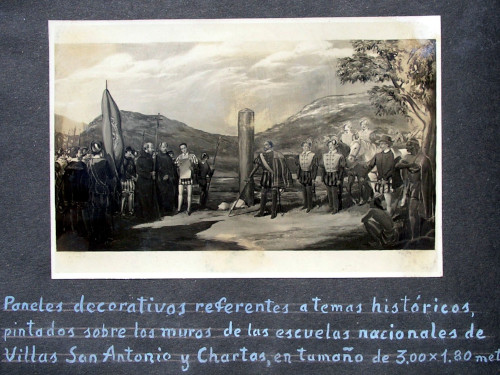 Paneles decorativos referentes a temas históricos,
pintados sobre los muros de las escuelas nacionales de
Villas San Antonio y Chartas, en tamaño de 3,00×1.80 met